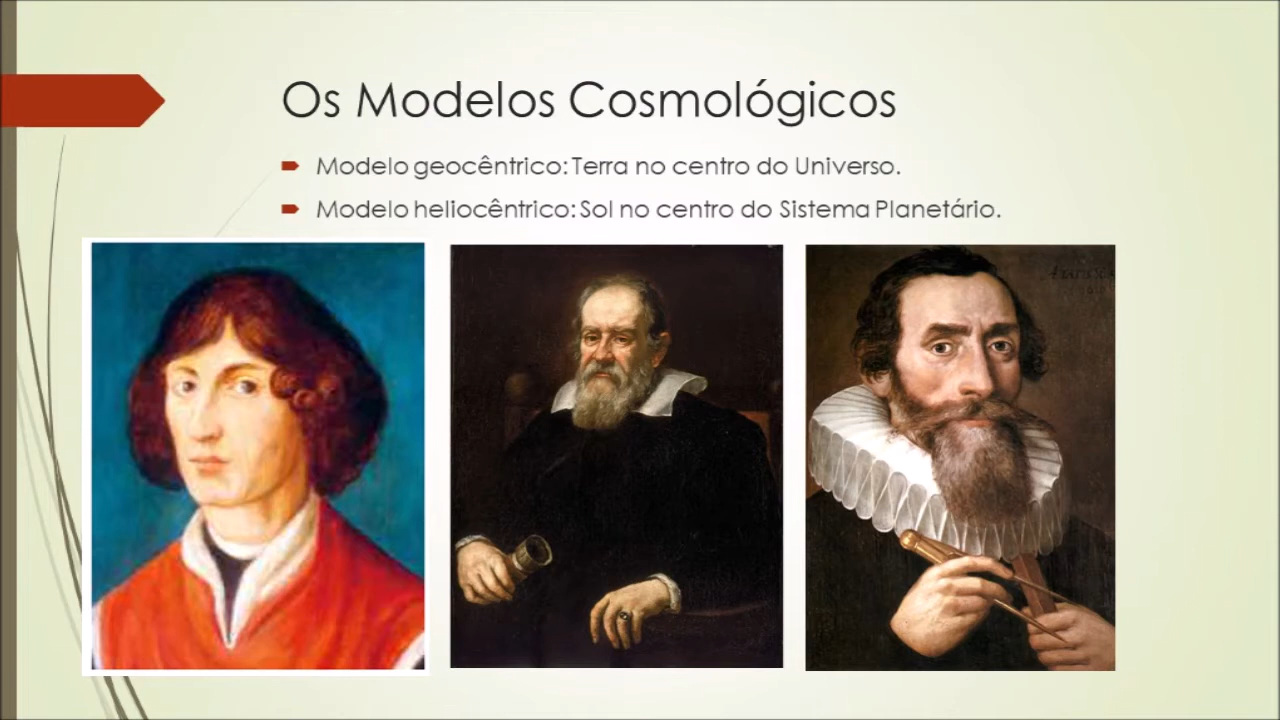 Os Modelos Cosmológicos
Modelo geocêntrico: Terra no centro do Universo.
Modelo heliocêntrico: Sol no centro do Sistema Planetário.